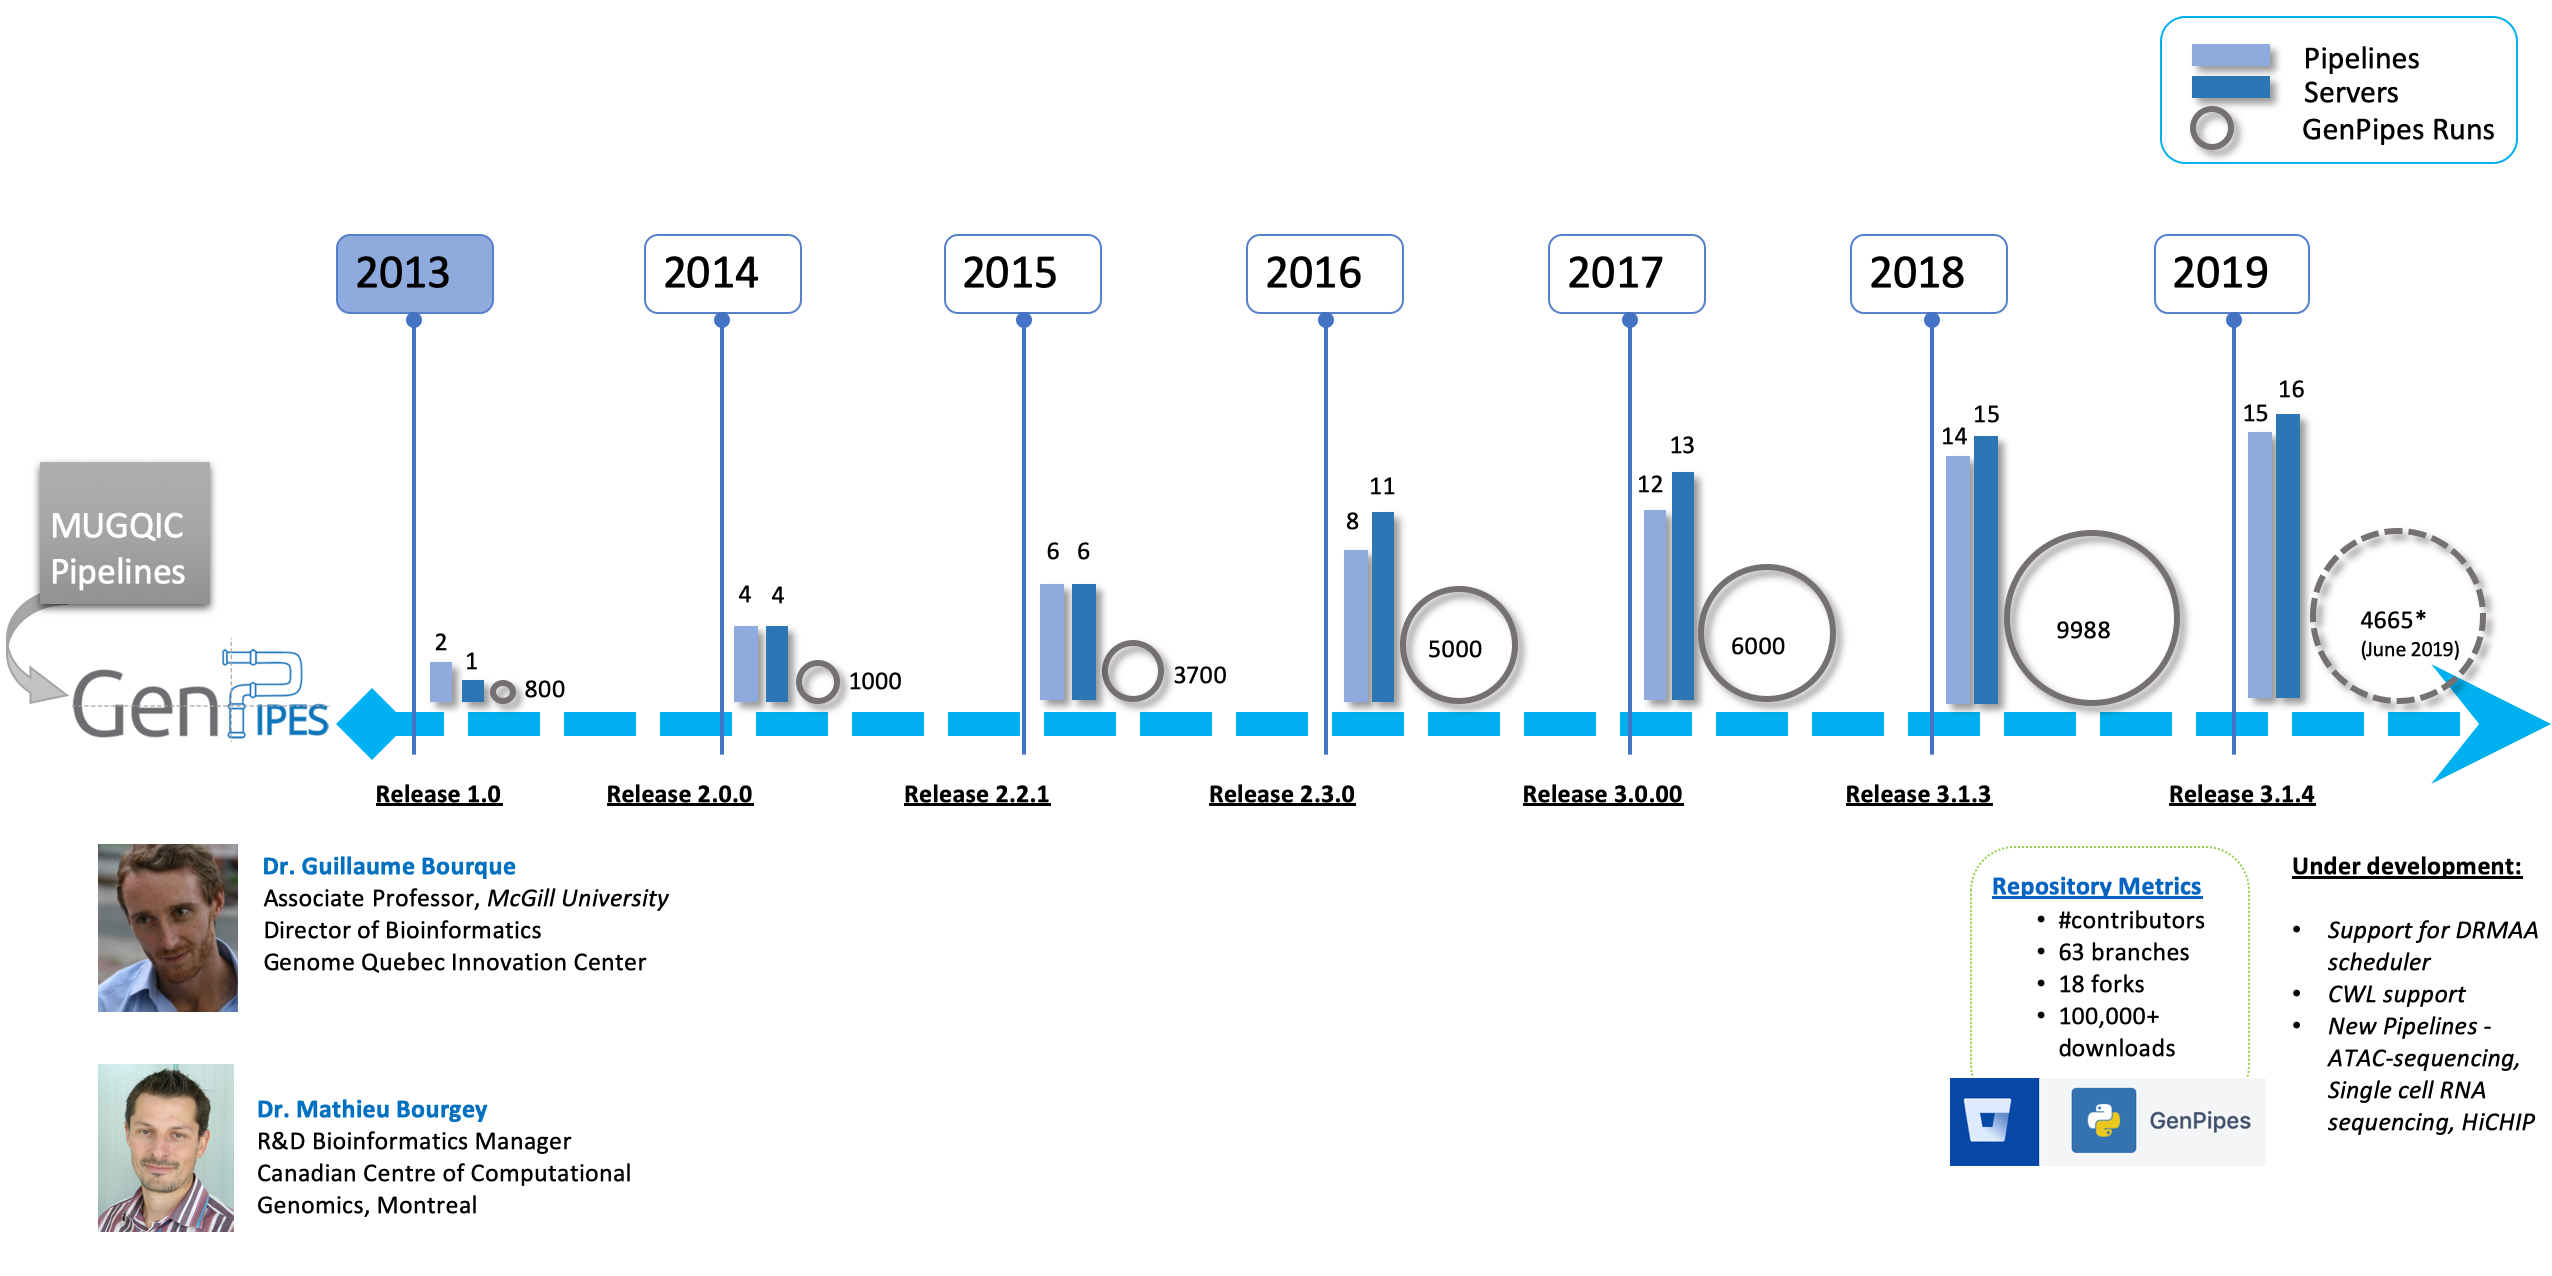 Pipelines
Servers
GenPipes Runs
2013
2014
2015
2016
2017
2018
2019
MUGQIC
Pipelines
GenPIPES
2
1
800
4
4
1000
6
6
3700
8
11
5000
12
13
6000
14
15
9988
15
16
4665*
(June 2019)
Release 1.0
Release 2.0.0
Release 2.2.1
Release 2.3.0
Release 3.0.00
Release 3.1.3
Release 3.1.4
Dr. Guillaume Bourque
Associate Professor, McGill University
Director of Bioinformatics
Genome Quebec Innovation Center
Dr. Mathieu Bourgey
R&D Bioinformatics Manager
Canadian Centre of Computational
Genomics, Montreal
Repository Metrics
• #contributors
• 63 branches
• 18 forks
• 100,000+
downloads
GenPipes
Under development:
• Support for DRMAA
scheduler
• CWL support
• New Pipelines -
ATAC-sequencing,
Single cell RNA
sequencing, HiCHIP